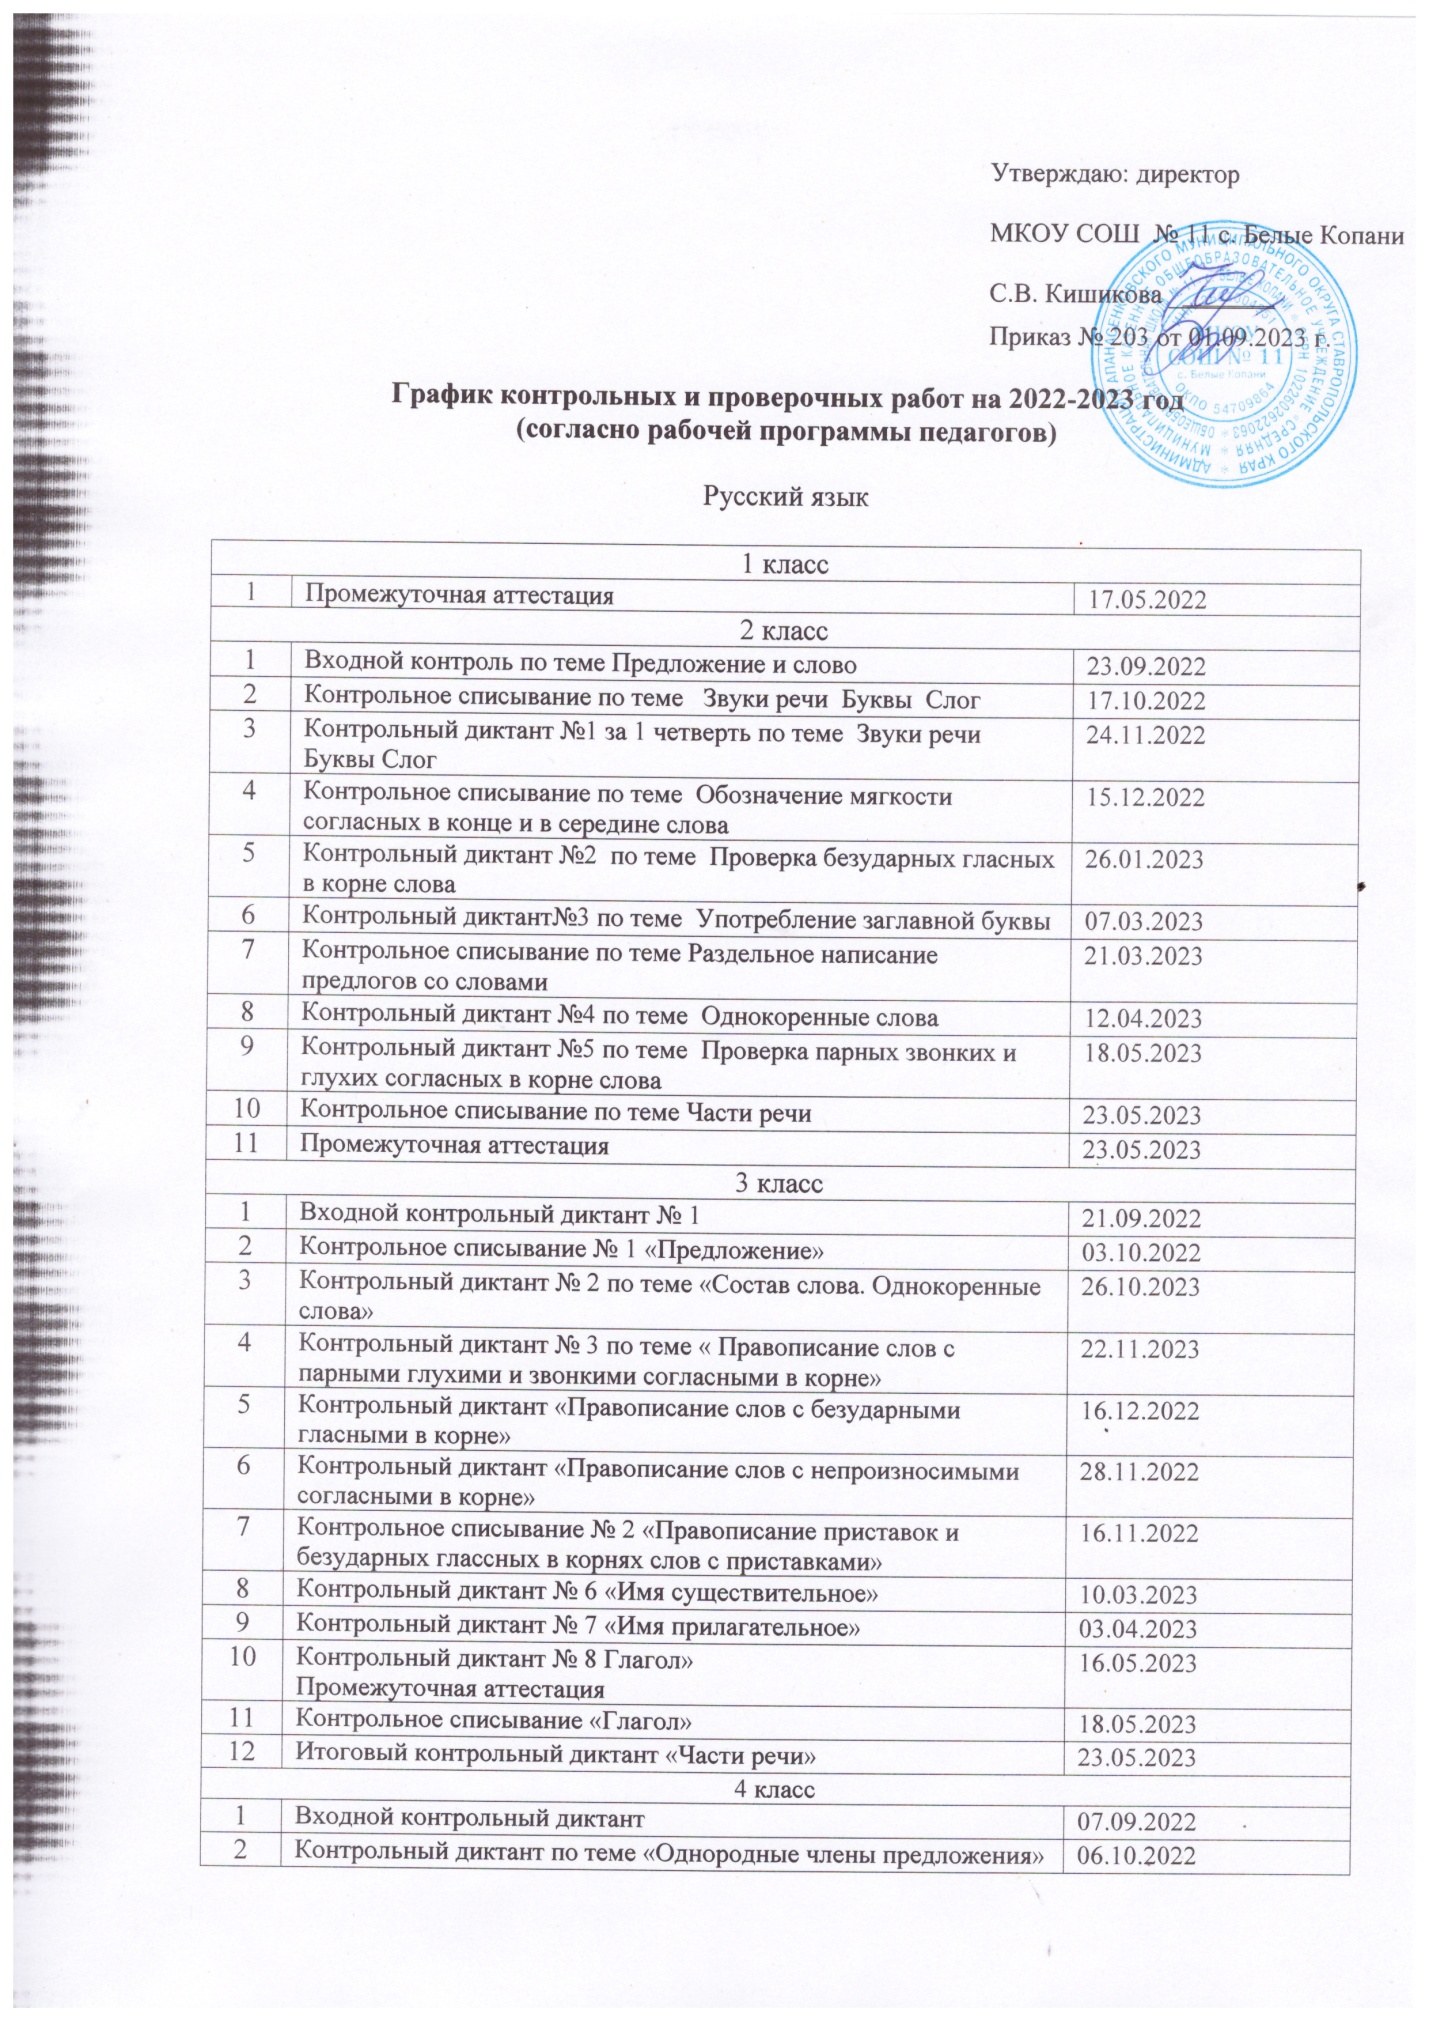 Утверждаю: директор
МКОУ СОШ № 11 с. Белые Копани
С.В. Кишикова
Приказ № 203 от 01.09.2023 г.
АДМИНИСТРАЦИЯ АПАНАСЕНКОВСКОГО МУНИЦИПАЛЬНОГО ОКРУГА СТАВРОПОЛЬСКОГО КРАЯ
СОШ № 11
с. Белые Копани
ОКПО 54709864
График контрольных и проверочных работ на 2022-2023 год
(согласно рабочей программы педагогов)
Русский язык
1 класс
1 Промежуточная аттестация 17.05.2022
2 класс
1 Входной контроль по теме Предложение и слово 23.09.2022
2 Контрольное списывание по теме Звуки речи Буквы Слог 17.10.2022
3 Контрольный диктант №1 за 1 четверть по теме Звуки речи 24.11.2022
Буквы Слог
4 Контрольное списывание по теме Обозначение мягкости 15.12.2022
согласных в конце и в середине слова
5 Контрольный диктант №2 по теме Проверка безударных гласных 26.01.2023
в корне слова
6 Контрольный диктант№3 по теме Употребление заглавной буквы 07.03.2023
7 Контрольное списывание по теме Раздельное написание 21.03.2023
предлогов со словами
8 Контрольный диктант №4 по теме Однокоренные слова 12.04.2023
9 Контрольный диктант №5 по теме Проверка парных звонких и 18.05.2023
глухих согласных в корне слова
10 Контрольное списывание по теме Части речи 23.05.2023
11 Промежуточная аттестация 23.05.2023
3 класс
1 Входной контрольный диктант № 1 21.09.2022
2 Контрольное списывание № 1 «Предложение» 03.10.2022
3 Контрольный диктант № 2 по теме «Состав слова. Однокоренные 26.10.2023
слова»
4 Контрольный диктант № 3 по теме « Правописание слов с 22.11.2023
парными глухими и звонкими согласными в корне»
5 Контрольный диктант «Правописание слов с безударными 16.12.2022
гласными в корне»
6 Контрольный диктант «Правописание слов с непроизносимыми 28.11.2022
согласными в корне»
7 Контрольное списывание № 2 «Правописание приставок и 16.11.2022
безударных глассных в корнях слов с приставками»
8 Контрольный диктант № 6 «Имя существительное» 10.03.2023
9 Контрольный диктант № 7 «Имя прилагательное» 03.04.2023
10 Контрольный диктант № 8 Глагол» 16.05.2023
Промежуточная аттестация
11 Контрольное списывание «Глагол» 18.05.2023
12 Итоговый контрольный диктант «Части речи» 23.05.2023
4 класс
1 Входной контрольный диктант 07.09.2022
2 Контрольный диктант по теме «Однородные члены предложения» 06.10.2022